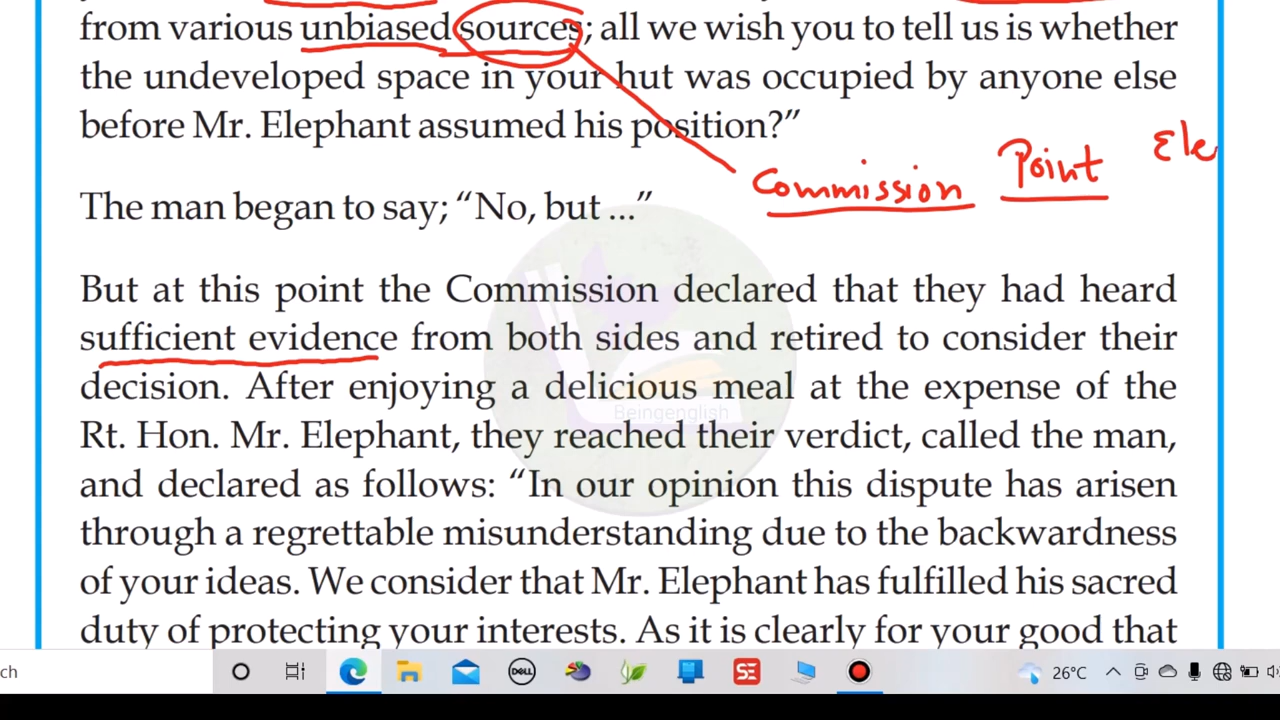 from various unbiased sources; all we wish you to tell us is whether
the undeveloped space in your hut was occupied by anyone else
before Mr. Elephant assumed his position?”
Commission Point Ele
The man began to say; “No, but ...”
But at this point the Commission declared that they had heard
sufficient evidence from both sides and retired to consider their
decision. After enjoying a delicious meal at the expense of the
Beingenglish
Rt. Hon. Mr. Elephant, they reached their verdict, called the man,
and declared as follows: “In our opinion this dispute has arisen
through a regrettable misunderstanding due to the backwardness
of your ideas. We consider that Mr. Elephant has fulfilled his sacred
duty of protecting your interests. As it is clearly for your good that
ch DELL SE 26°C